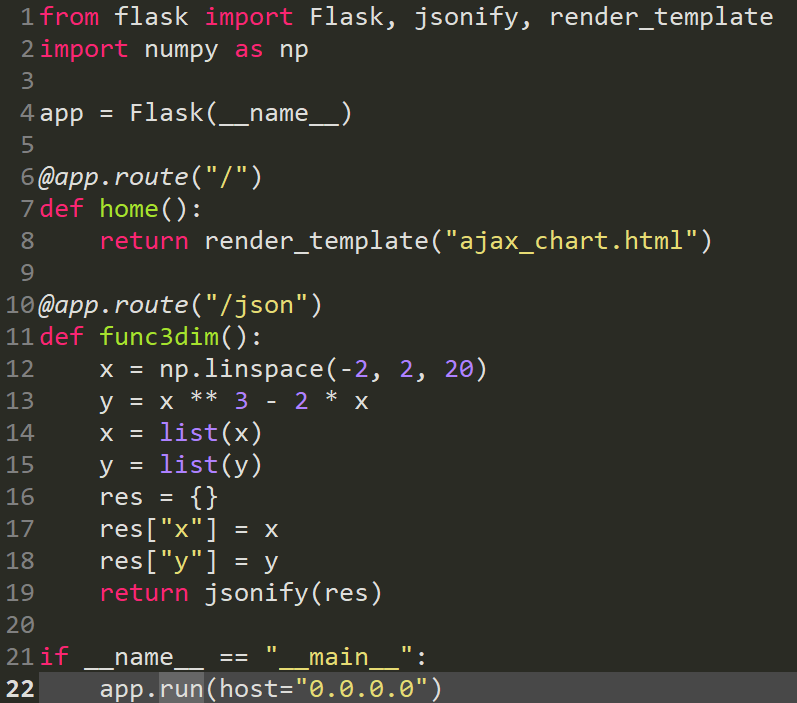 1 from flask import Flask, jsonify, render_template
2 import numpy as np
3
4 app = Flask(__name__)
5
6 @app.route("/")
7 def home():
8     return render_template("ajax_chart.html")
9
10 @app.route("/json")
11 def func3dim():
12     x = np.linspace(-2, 2, 20)
13     y = x ** 3 - 2 * x
14     x = list(x)
15     y = list(y)
16     res = {}
17     res["x"] = x
18     res["y"] = y
19     return jsonify(res)
20
21 if __name__ == "__main__":
22     app.run(host="0.0.0.0")